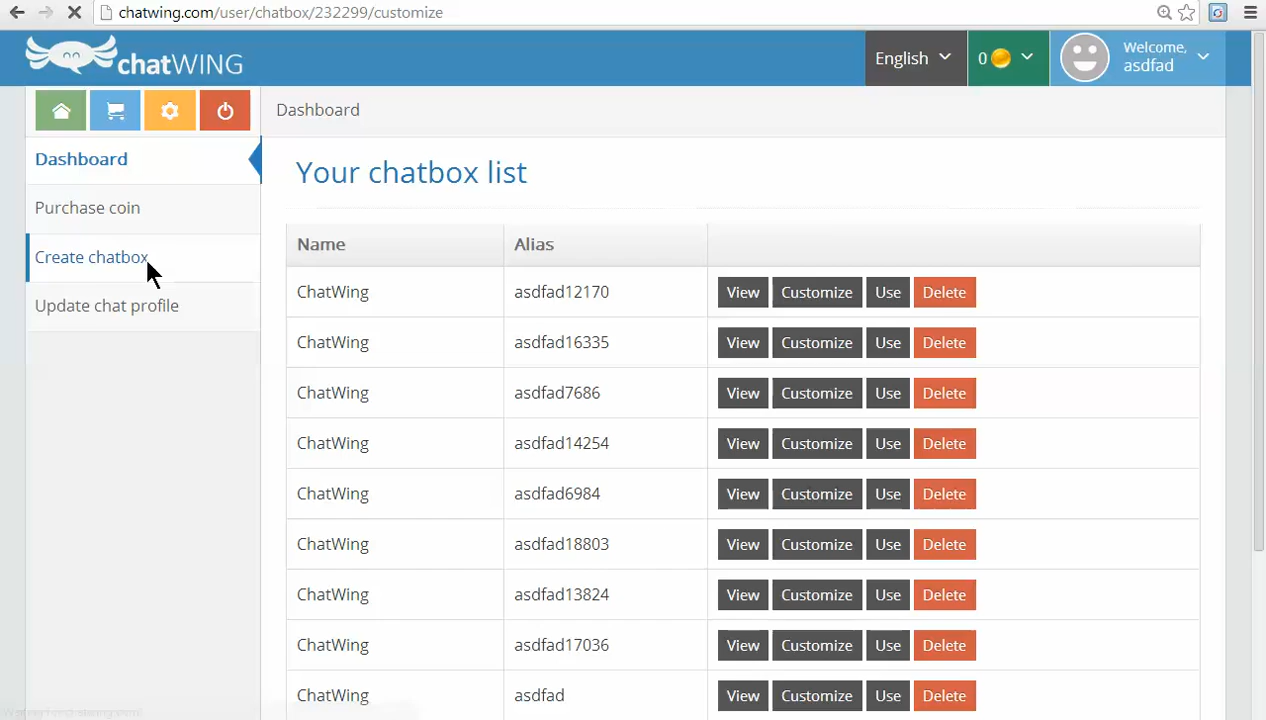 chatwing.com/user/chatbox/232299/customize
chatWING
English
0
Welcome,
asdfad
Dashboard
Dashboard
Purchase coin
Create chatbox
Update chat profile
Your chatbox list
Name Alias
ChatWing asdfad12170 View Customize Use Delete
ChatWing asdfad16335 View Customize Use Delete
ChatWing asdfad7686 View Customize Use Delete
ChatWing asdfad14254 View Customize Use Delete
ChatWing asdfad6984 View Customize Use Delete
ChatWing asdfad18803 View Customize Use Delete
ChatWing asdfad13824 View Customize Use Delete
ChatWing asdfad17036 View Customize Use Delete
ChatWing asdfad View Customize Use Delete